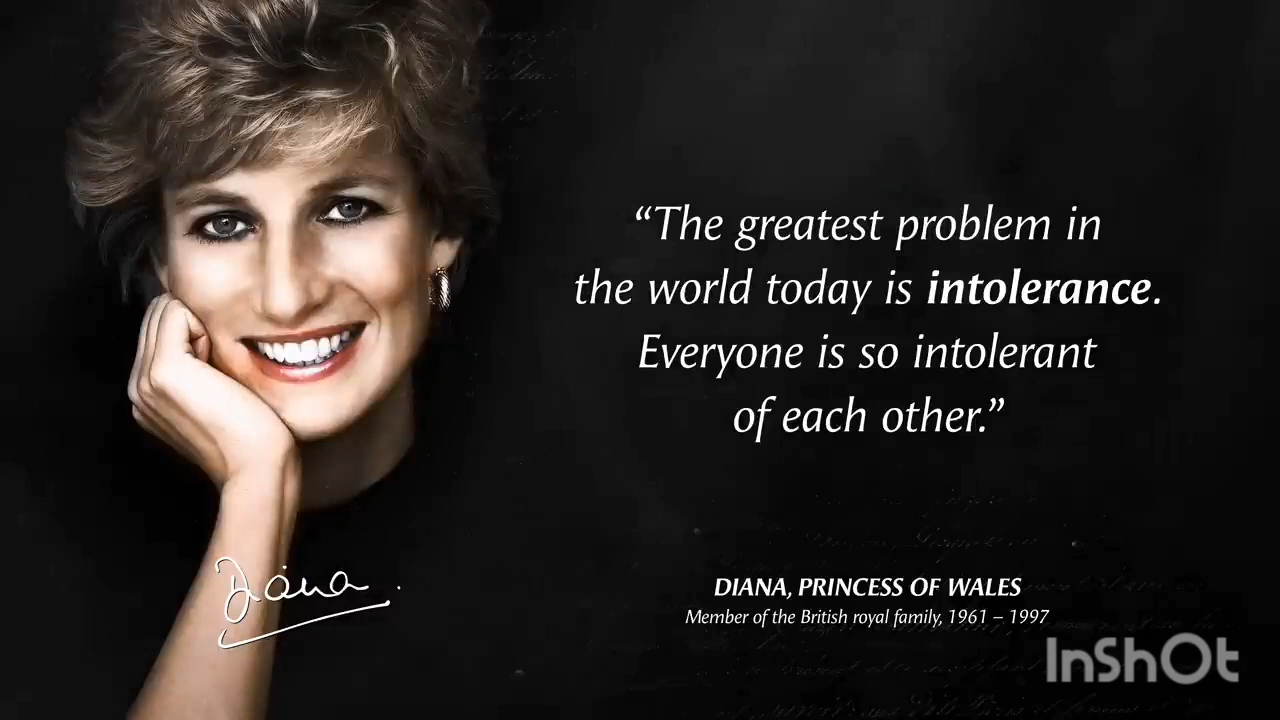 “The greatest problem in
the world today is intolerance.
Everyone is so intolerant
of each other.”
Diana.
DIANA, PRINCESS OF WALES
Member of the British royal family, 1961 – 1997
InShOt